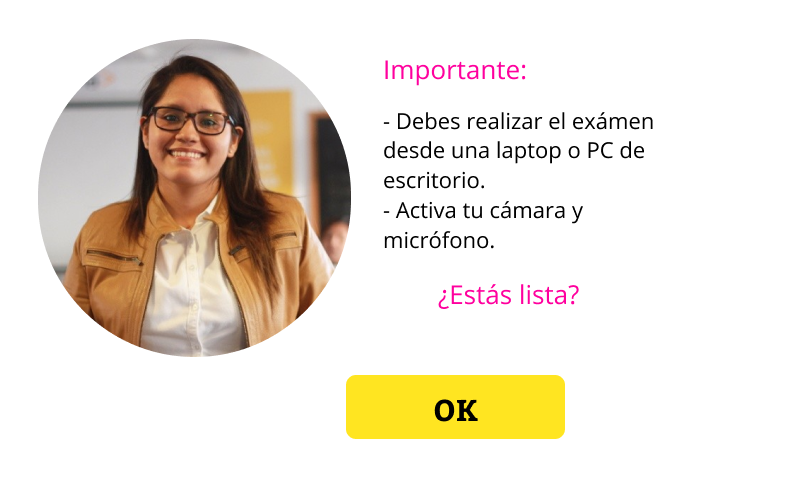 Importante:
- Debes realizar el exámen
desde una laptop o PC de
escritorio.
- Activa tu cámara y
micrófono.
¿Estás lista?
OK